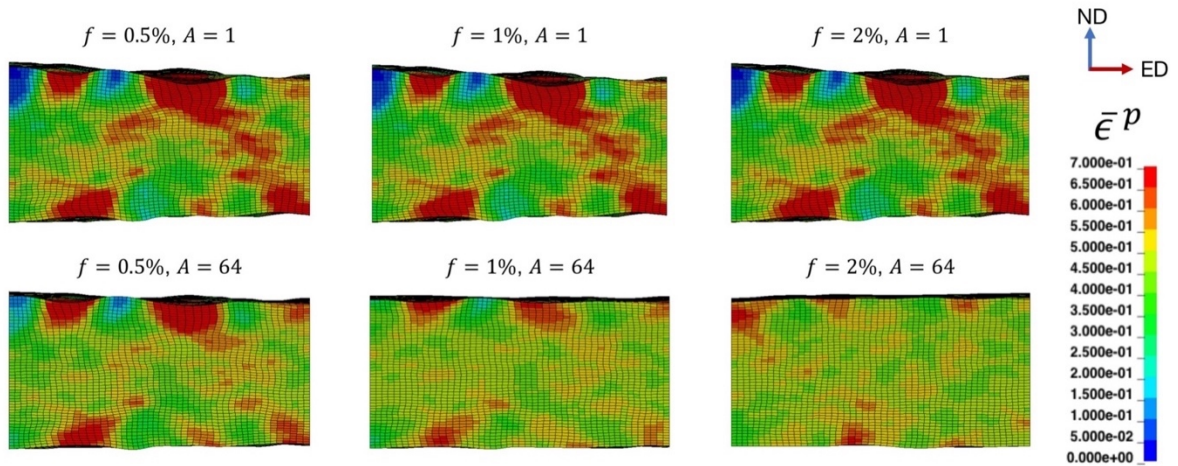 f = 0.5%, A = 1
f = 1%, A = 1
f = 2%, A = 1
ND
ED
f = 0.5%, A = 64
f = 1%, A = 64
f = 2%, A = 64
ε̄ᵖ
7.000e-01
6.500e-01
6.000e-01
5.500e-01
5.000e-01
4.500e-01
4.000e-01
3.500e-01
3.000e-01
2.500e-01
2.000e-01
1.500e-01
1.000e-01
5.000e-02
0.000e+00